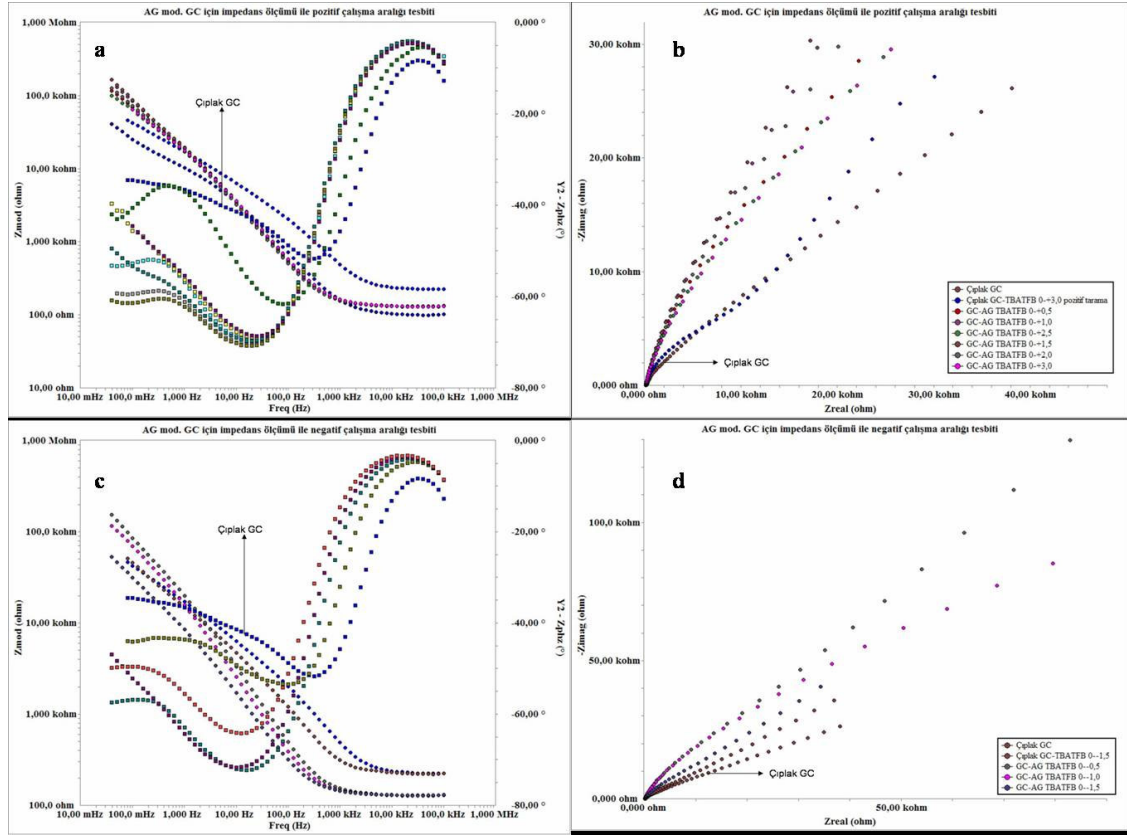 AG mod. GC için impedans ölçümü ile pozitif çalışma aralığı tesbiti
a
1,000 Mohm
100,0 kohm
10,00 kohm
1,000 kohm
100,0 ohm
10,00 ohm
Zmod (ohm)
0,000 °
-20,00 °
-40,00 °
-60,00 °
-80,00 °
Y2 - Zphz (°)
Çıplak GC
10,00 mHz
100,0 mHz
1,000 Hz
10,00 Hz
100,0 Hz
1,000 kHz
10,00 kHz
100,0 kHz
1,000 MHz
Freq (Hz)
AG mod. GC için impedans ölçümü ile pozitif çalışma aralığı tesbiti
b
30,00 kohm
20,00 kohm
10,00 kohm
0,000 ohm
-Zimag (ohm)
Çıplak GC
Çıplak GC
Çıplak GC-TBATFB 0-+3,0 pozitif tarama
GC-AG TBATFB 0-+0,5
GC-AG TBATFB 0-+1,0
GC-AG TBATFB 0-+2,5
GC-AG TBATFB 0-+1,5
GC-AG TBATFB 0-+2,0
GC-AG TBATFB 0-+3,0
0,000 ohm
10,00 kohm
20,00 kohm
30,00 kohm
40,00 kohm
Zreal (ohm)
AG mod. GC için impedans ölçümü ile negatif çalışma aralığı tesbiti
c
1,000 Mohm
100,0 kohm
10,00 kohm
1,000 kohm
100,0 ohm
Zmod (ohm)
0,000 °
-20,00 °
-40,00 °
-60,00 °
-80,00 °
Y2 - Zphz (°)
Çıplak GC
10,00 mHz
100,0 mHz
1,000 Hz
10,00 Hz
100,0 Hz
1,000 kHz
10,00 kHz
100,0 kHz
1,000 MHz
Freq (Hz)
AG mod. GC için impedans ölçümü ile negatif çalışma aralığı tesbiti
d
100,0 kohm
50,00 kohm
0,000 ohm
-Zimag (ohm)
Çıplak GC
Çıplak GC
Çıplak GC-TBATFB 0--1,5
GC-AG TBATFB 0--0,5
GC-AG TBATFB 0--1,0
GC-AG TBATFB 0--1,5
0,000 ohm
50,00 kohm
Zreal (ohm)